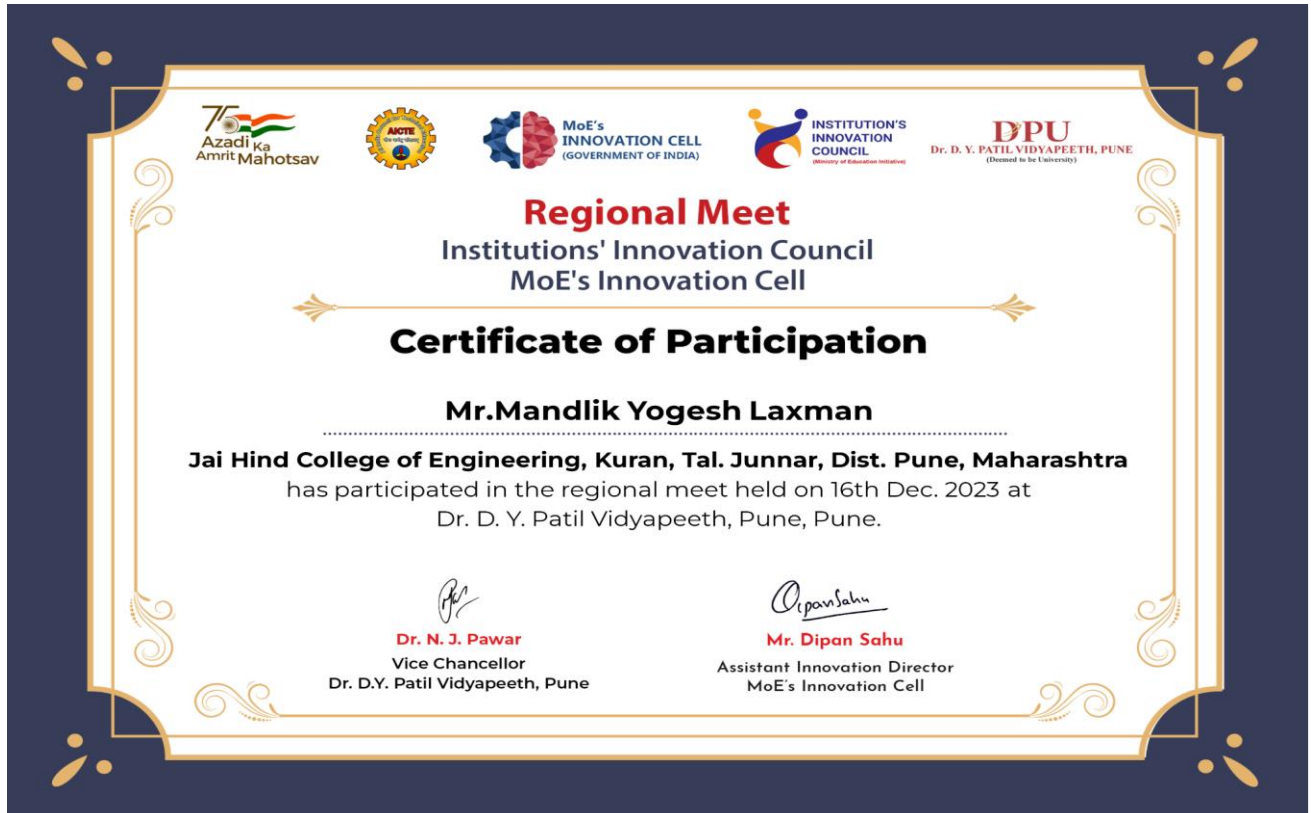 75
Azadi Ka
Amrit Mahotsav
AICTE
MoE's
INNOVATION CELL
(GOVERNMENT OF INDIA)
INSTITUTION'S
INNOVATION
COUNCIL
(Ministry of Education Initiative)
DPU
Dr. D. Y. PATIL VIDYAPEETH, PUNE
(Deemed to be University)
Regional Meet
Institutions' Innovation Council
MoE's Innovation Cell
Certificate of Participation
Mr.Mandlik Yogesh Laxman
Jai Hind College of Engineering, Kuran, Tal. Junnar, Dist. Pune, Maharashtra
has participated in the regional meet held on 16th Dec. 2023 at
Dr. D. Y. Patil Vidyapeeth, Pune, Pune.
DipanSahu
Dr. N. J. Pawar
Vice Chancellor
Dr. D.Y. Patil Vidyapeeth, Pune
Mr. Dipan Sahu
Assistant Innovation Director
MoE's Innovation Cell